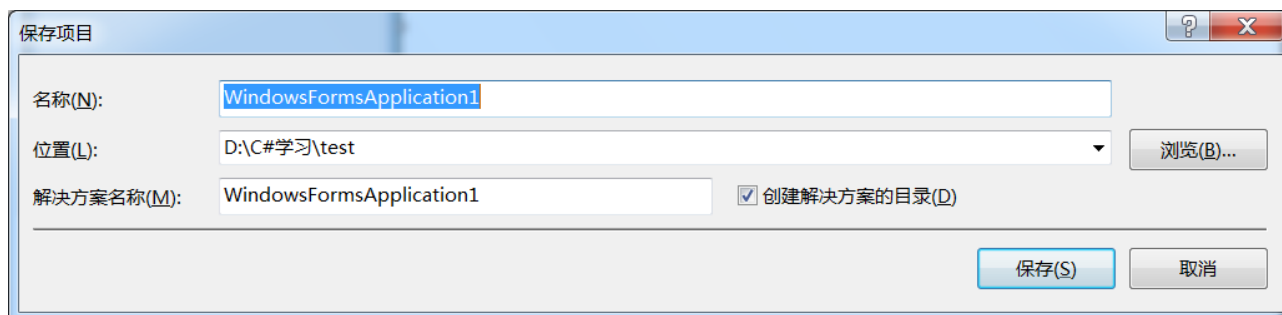 保存项目
名称(N): WindowsFormsApplication1
位置(L): D:\C#学习\test 浏览(B)...
解决方案名称(M): WindowsFormsApplication1 创建解决方案的目录(D)
保存(S) 取消